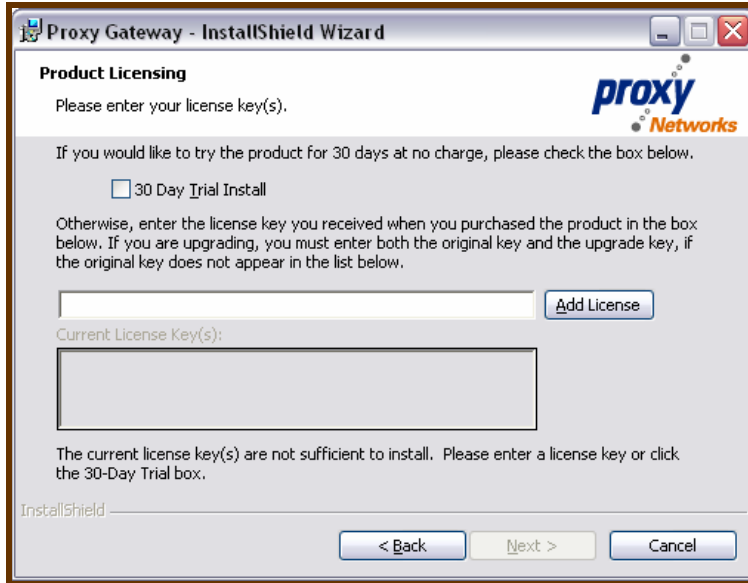 Proxy Gateway - InstallShield Wizard
Product Licensing
Please enter your license key(s).
proxy
Networks
If you would like to try the product for 30 days at no charge, please check the box below.
30 Day Trial Install
Otherwise, enter the license key you received when you purchased the product in the box
below. If you are upgrading, you must enter both the original key and the upgrade key, if
the original key does not appear in the list below.
Add License
Current License Key(s):
The current license key(s) are not sufficient to install.  Please enter a license key or click
the 30-Day Trial box.
InstallShield
< Back
Next >
Cancel